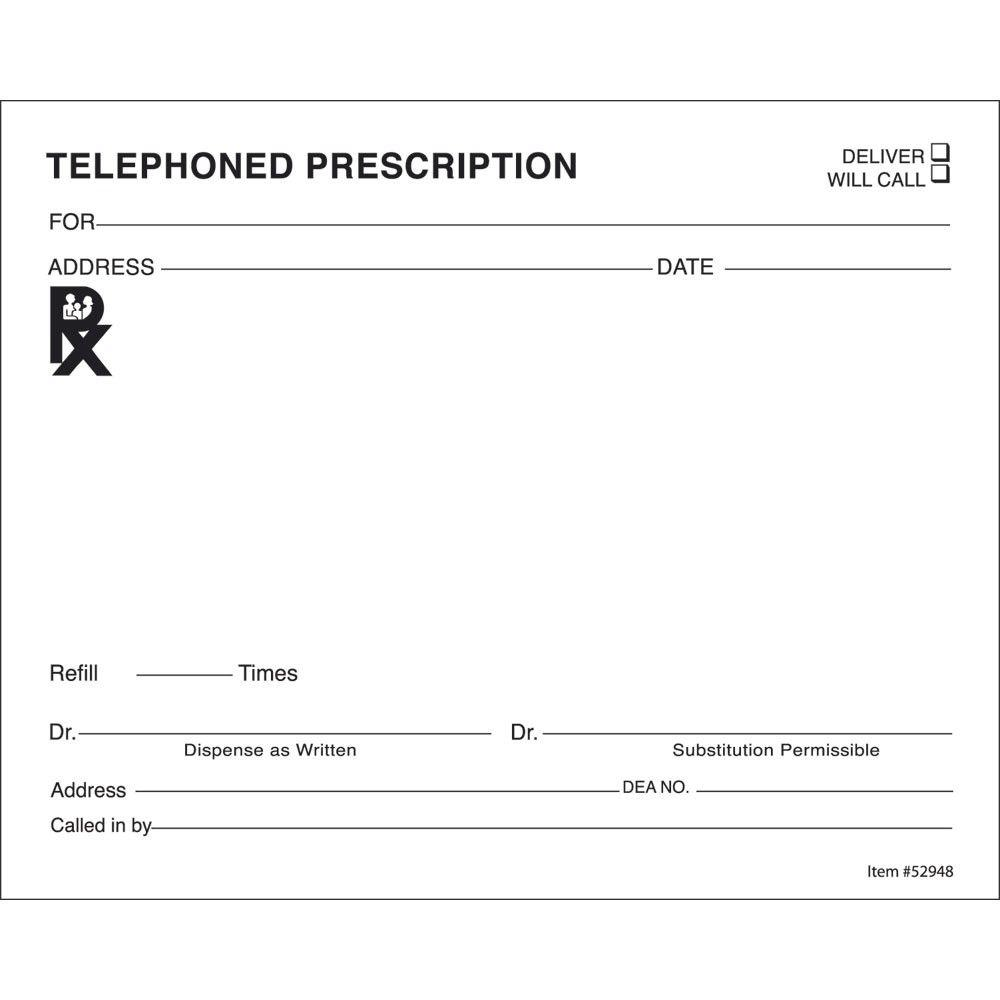 TELEPHONED PRESCRIPTION
DELIVER
WILL CALL
FOR
ADDRESS DATE
Rx
Refill Times
Dr. Dr.
Dispense as Written Substitution Permissible
Address DEA NO.
Called in by
Item #52948